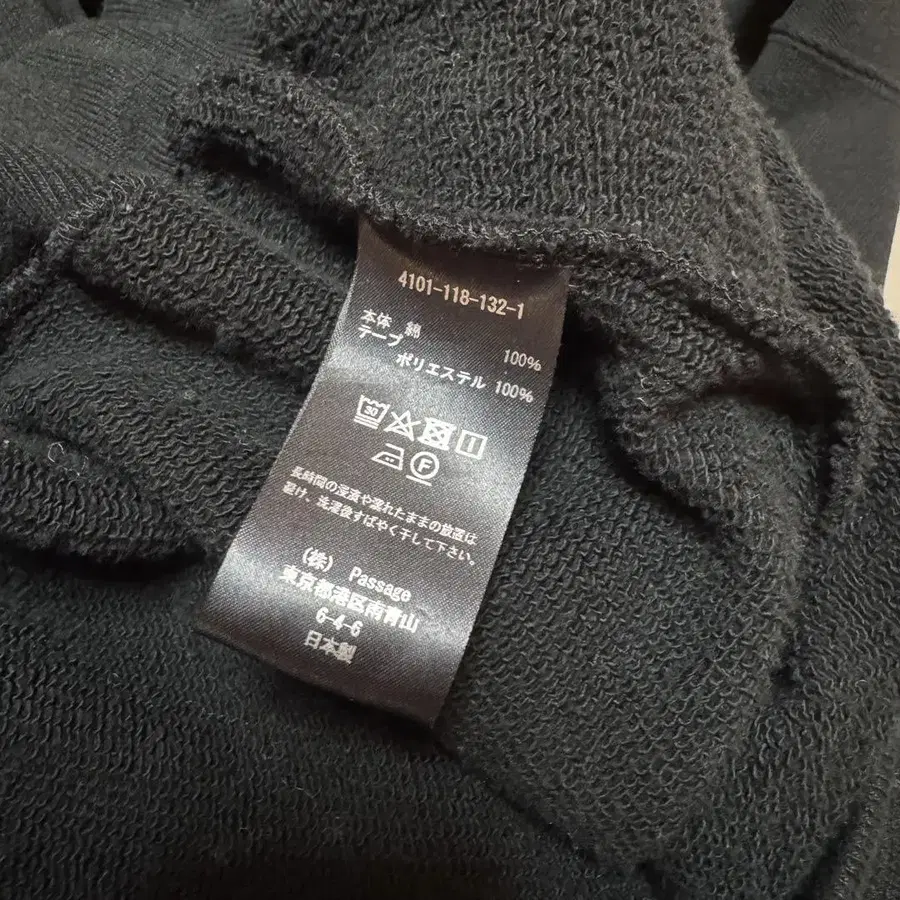 4101-118-132-1
本体 綿 100%
テープ
ポリエステル 100%
30
F
長時間の浸漬や濡れたままの放置は
避け、洗濯後すばやく干して下さい。
(株) Passage
東京都港区南青山
6-4-6
日本製